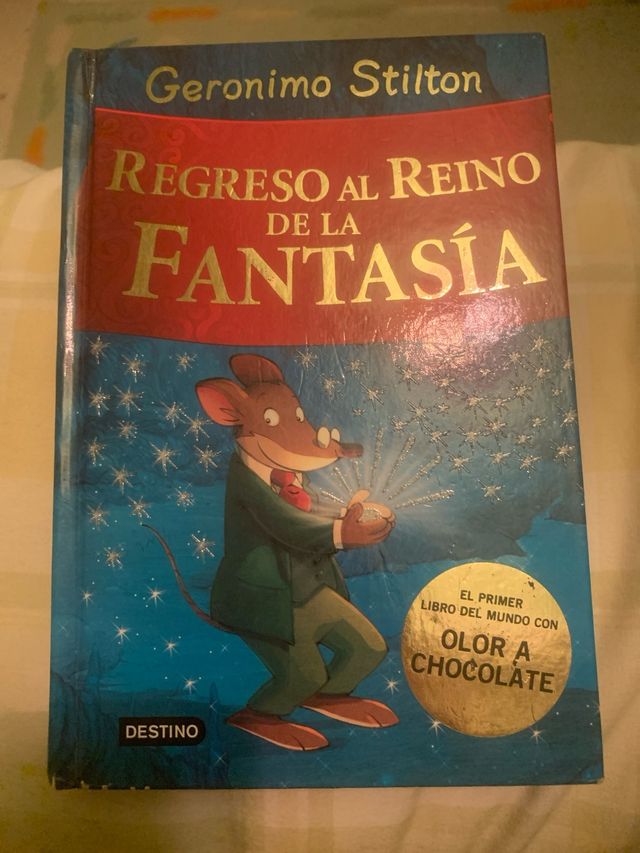 Geronimo Stilton
REGRESO AL REINO
DE LA
FANTASÍA
EL PRIMER
LIBRO DEL MUNDO CON
OLOR A
CHOCOLATE
DESTINO